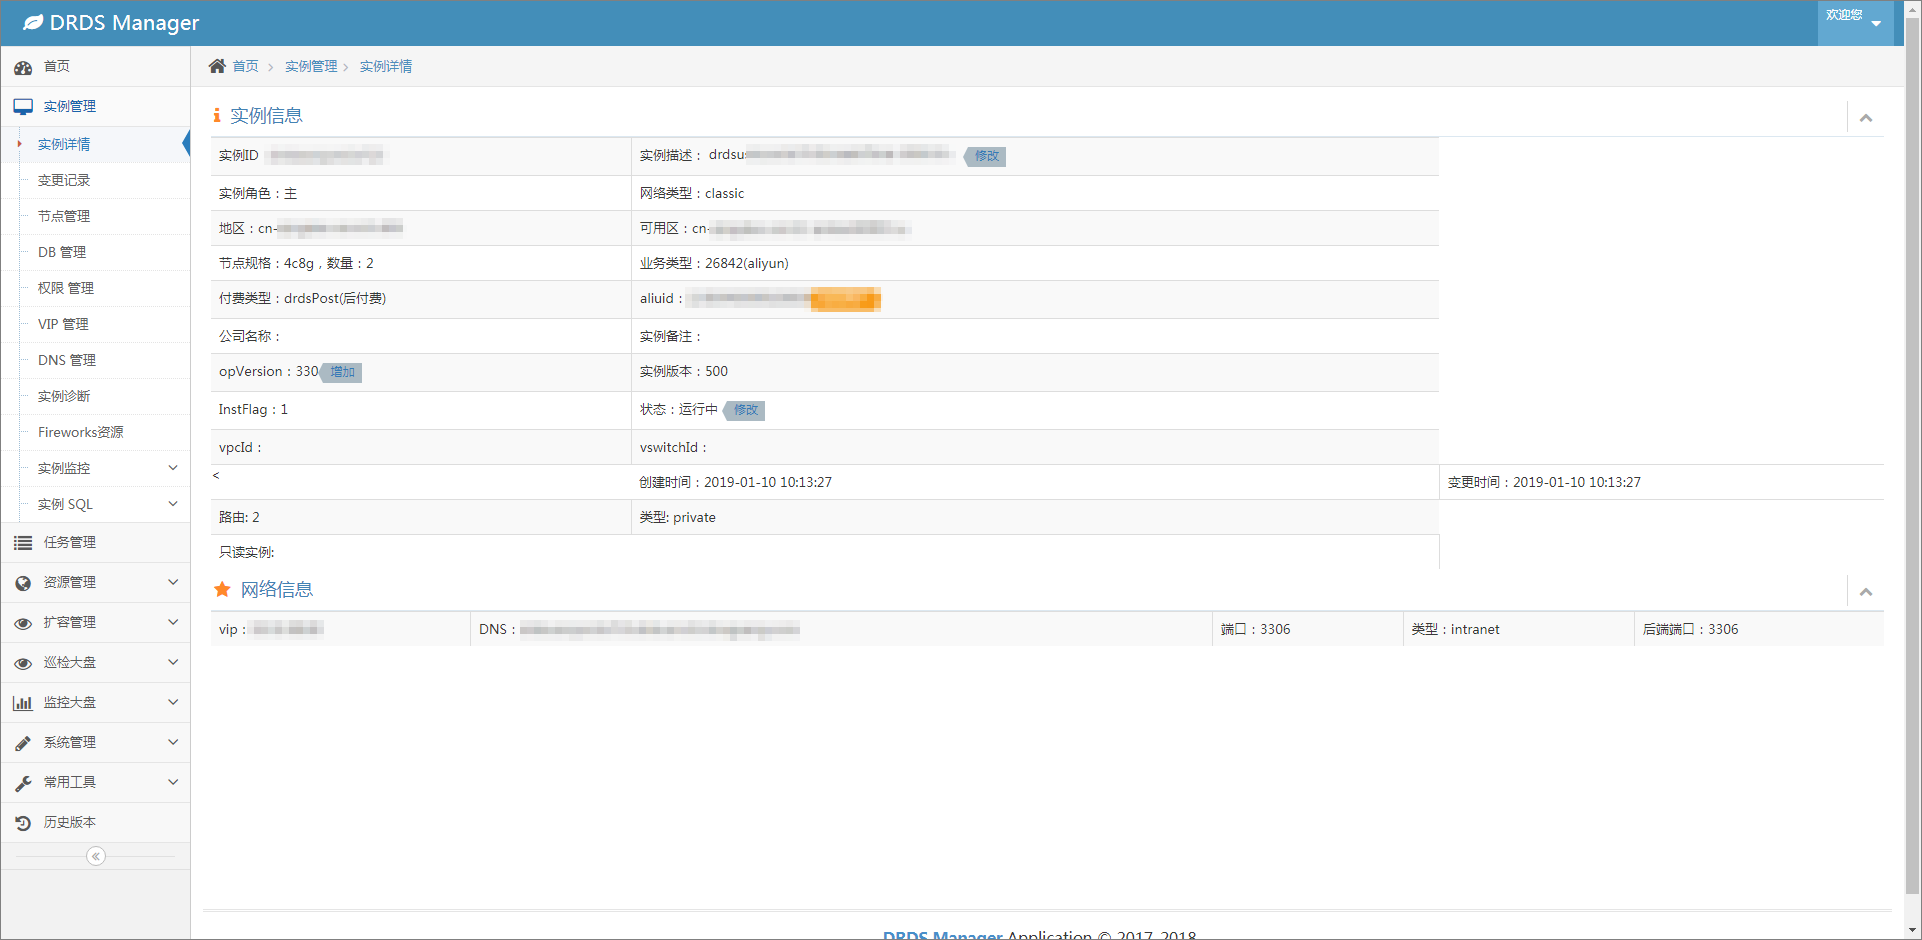 DRDS Manager
欢迎您
首页
实例管理
实例详情
变更记录
节点管理
DB 管理
权限 管理
VIP 管理
DNS 管理
实例诊断
Fireworks资源
实例监控
实例 SQL
任务管理
资源管理
扩容管理
巡检大盘
监控大盘
系统管理
常用工具
历史版本
首页 > 实例管理 > 实例详情
实例信息
实例ID
实例描述： drdsu 修改
实例角色：主
网络类型：classic
地区：cn-
可用区：cn-
节点规格：4c8g，数量：2
业务类型：26842(aliyun)
付费类型：drdsPost(后付费)
aliuid：
公司名称：
实例备注：
opVersion：330 增加
实例版本：500
InstFlag：1
状态：运行中 修改
vpcId：
vswitchId：
<
创建时间：2019-01-10 10:13:27
变更时间：2019-01-10 10:13:27
路由: 2
类型: private
只读实例:
网络信息
vip：
DNS：
端口：3306
类型：intranet
后端端口：3306
DRDS Manager Application © 2017-2018